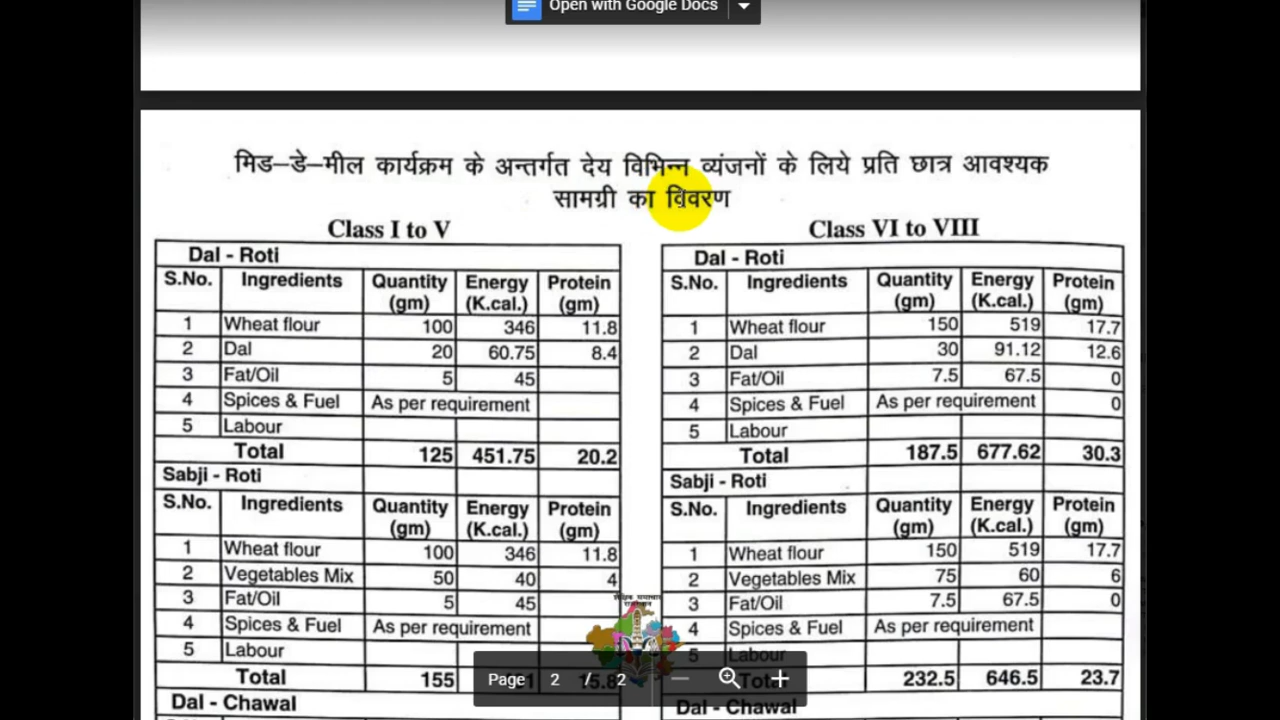 Open with Google Docs
मिड–डे–मील कार्यक्रम के अन्तर्गत देय विभिन्न व्यंजनों के लिये प्रति छात्र आवश्यक
सामग्री का विवरण
Class I to V
Dal - Roti
S.No. Ingredients Quantity (gm) Energy (K.cal.) Protein (gm)
1 Wheat flour 100 346 11.8
2 Dal 20 60.75 8.4
3 Fat/Oil 5 45
4 Spices & Fuel As per requirement
5 Labour
Total 125 451.75 20.2
Sabji - Roti
S.No. Ingredients Quantity (gm) Energy (K.cal.) Protein (gm)
1 Wheat flour 100 346 11.8
2 Vegetables Mix 50 40 4
3 Fat/Oil 5 45
4 Spices & Fuel As per requirement
5 Labour
Total 155 15.8
Dal - Chawal
Class VI to VIII
Dal - Roti
S.No. Ingredients Quantity (gm) Energy (K.cal.) Protein (gm)
1 Wheat flour 150 519 17.7
2 Dal 30 91.12 12.6
3 Fat/Oil 7.5 67.5 0
4 Spices & Fuel As per requirement 0
5 Labour
Total 187.5 677.62 30.3
Sabji - Roti
S.No. Ingredients Quantity (gm) Energy (K.cal.) Protein (gm)
1 Wheat flour 150 519 17.7
2 Vegetables Mix 75 60 6
3 Fat/Oil 7.5 67.5 0
4 Spices & Fuel As per requirement
5 Labour
Total 232.5 646.5 23.7
Dal - Chawal
Page 2 / 2